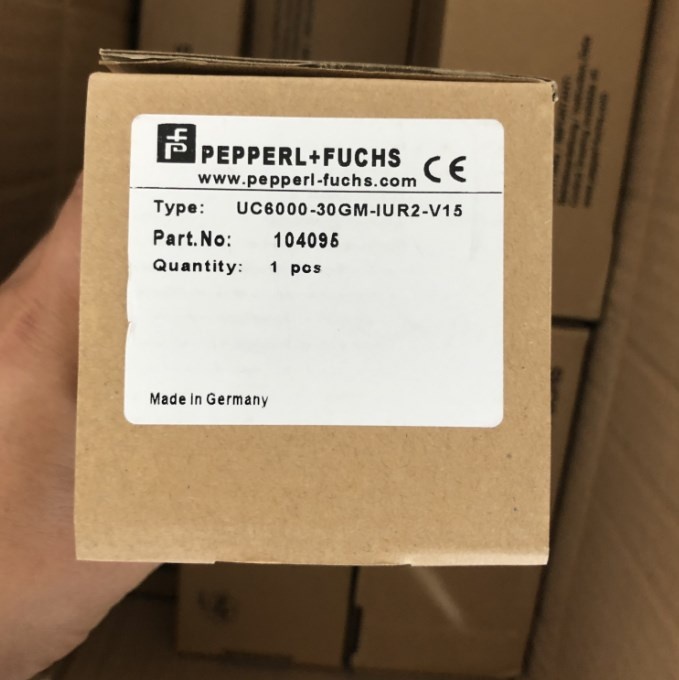 PEPPERL+FUCHS CE
www.pepperl-fuchs.com
Type: UC6000-30GM-IUR2-V15
Part.No: 104095
Quantity: 1 pcs
Made in Germany